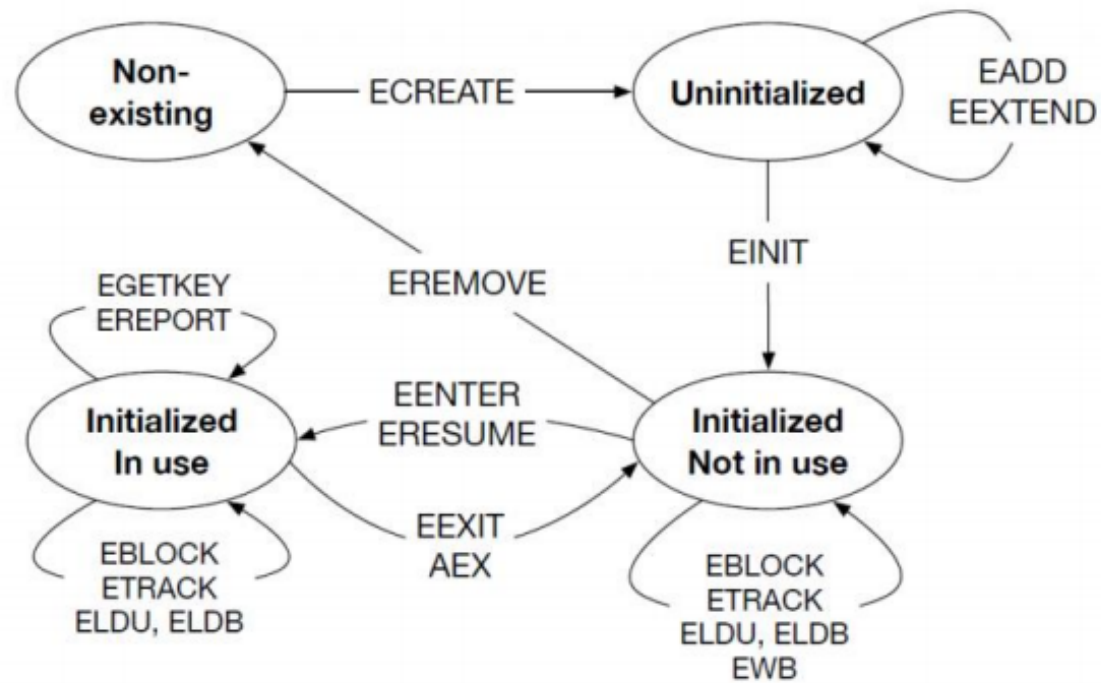 Non-
existing
ECREATE
Uninitialized
EADD
EEXTEND
EINIT
EREMOVE
EGETKEY
EREPORT
Initialized
In use
EENTER
ERESUME
Initialized
Not in use
EEXIT
AEX
EBLOCK
ETRACK
ELDU, ELDB
EBLOCK
ETRACK
ELDU, ELDB
EWB